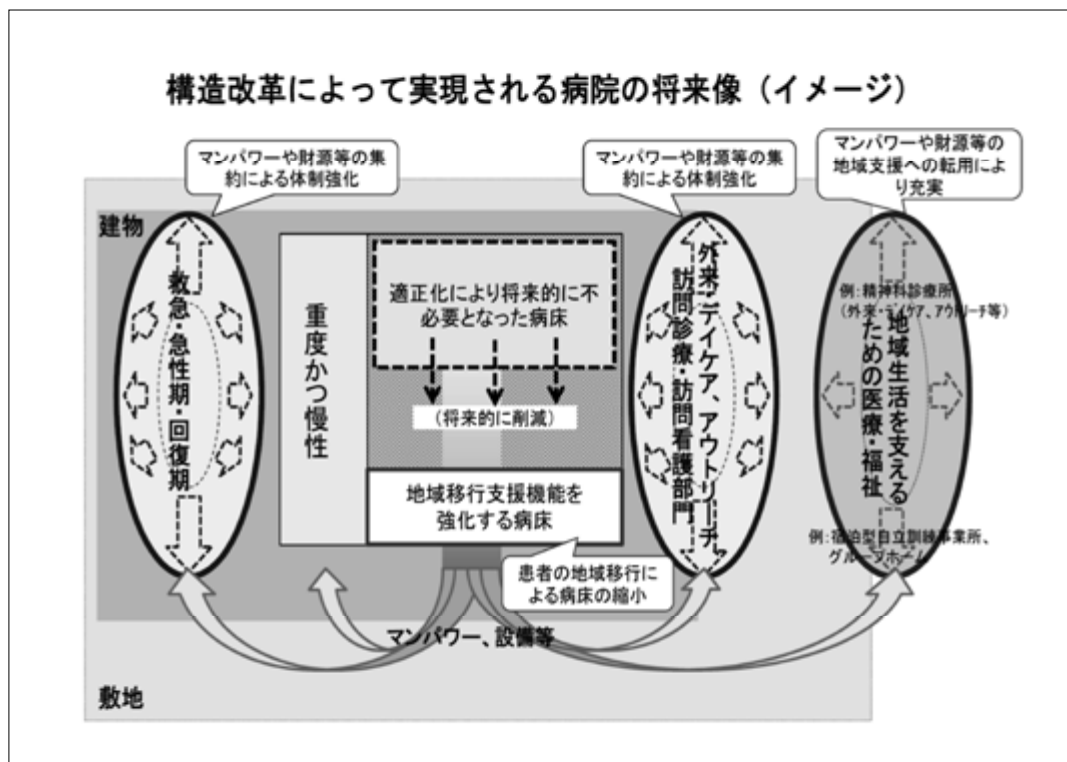 構造改革によって実現される病院の将来像（イメージ）
マンパワーや財源等の集
約による体制強化
マンパワーや財源等の集
約による体制強化
マンパワーや財源等の
地域支援への転用によ
り充実
建物
救急・急性期・回復期
重度かつ慢性
適正化により将来的に不
必要となった病床
（将来的に削減）
地域移行支援機能を
強化する病床
患者の地域移行に
よる病床の縮小
外来・デイケア、アウトリーチ
訪問診療・訪問看護部門
例：精神科診療所
（外来・デイケア、アウトリーチ等）
地域生活を支える
ための医療・福祉
例：宿泊型自立訓練事業所、
グループホーム
マンパワー、設備等
敷地